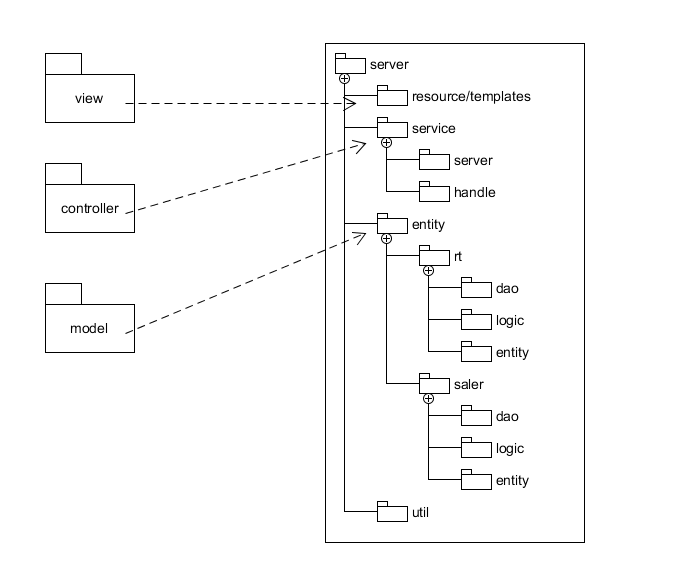 server
view
resource/templates
service
server
handle
controller
entity
rt
dao
model
logic
entity
saler
dao
logic
entity
util